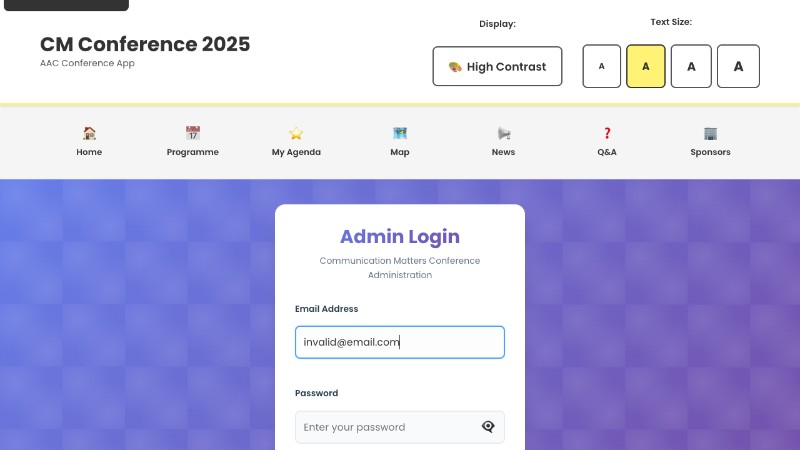 CM Conference 2025
AAC Conference App
Display:
High Contrast
Text Size:
A A A A
Home Programme My Agenda Map News Q&A Sponsors
Admin Login
Communication Matters Conference
Administration
Email Address
invalid@email.com
Password
Enter your password